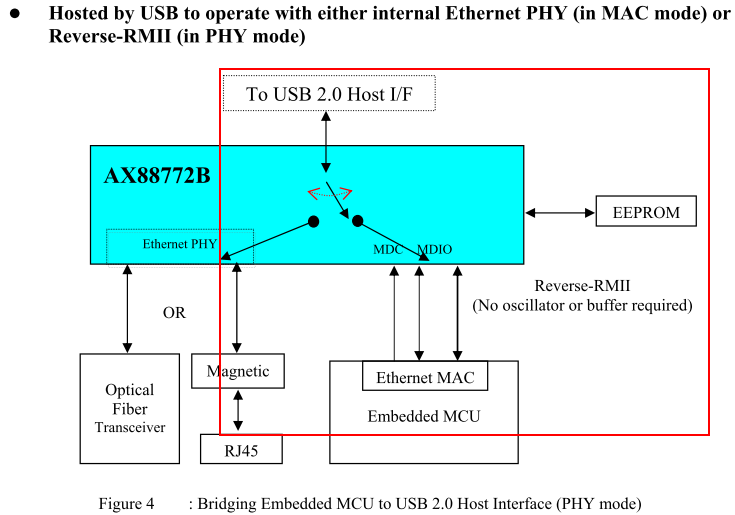 ● Hosted by USB to operate with either internal Ethernet PHY (in MAC mode) or
Reverse-RMII (in PHY mode)
To USB 2.0 Host I/F
AX88772B
EEPROM
Ethernet PHY
MDC MDIO
Reverse-RMII
(No oscillator or buffer required)
OR
Magnetic
Ethernet MAC
Optical
Fiber
Transceiver
Embedded MCU
RJ45
Figure 4 : Bridging Embedded MCU to USB 2.0 Host Interface (PHY mode)